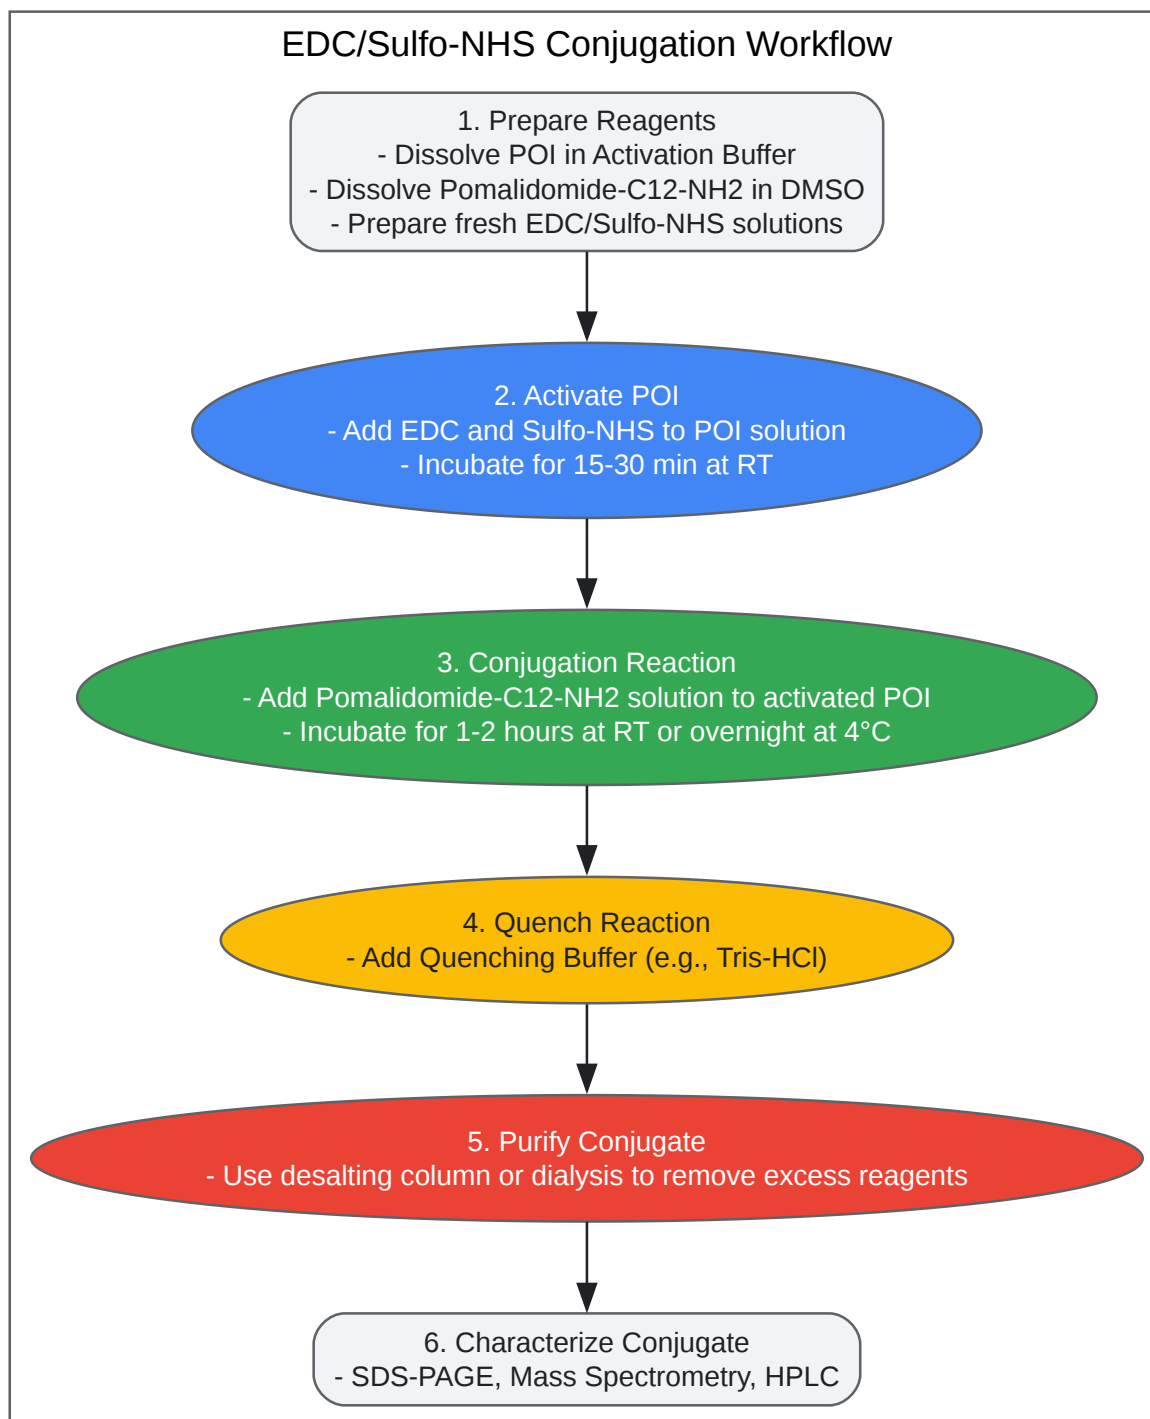 EDC/Sulfo-NHS Conjugation Workflow
1. Prepare Reagents
- Dissolve POI in Activation Buffer
- Dissolve Pomalidomide-C12-NH2 in DMSO
- Prepare fresh EDC/Sulfo-NHS solutions
2. Activate POI
- Add EDC and Sulfo-NHS to POI solution
- Incubate for 15-30 min at RT
3. Conjugation Reaction
- Add Pomalidomide-C12-NH2 solution to activated POI
- Incubate for 1-2 hours at RT or overnight at 4°C
4. Quench Reaction
- Add Quenching Buffer (e.g., Tris-HCl)
5. Purify Conjugate
- Use desalting column or dialysis to remove excess reagents
6. Characterize Conjugate
- SDS-PAGE, Mass Spectrometry, HPLC